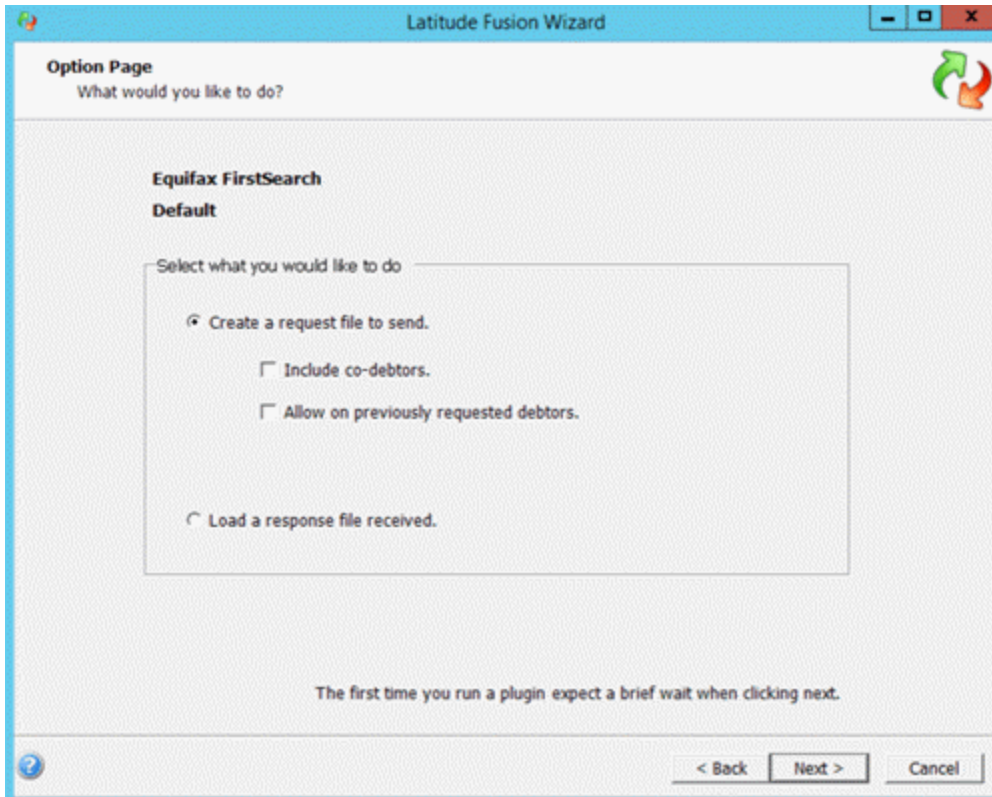 Latitude Fusion Wizard
Option Page
What would you like to do?
Equifax FirstSearch
Default
Select what you would like to do
Create a request file to send.
Include co-debtors.
Allow on previously requested debtors.
Load a response file received.
The first time you run a plugin expect a brief wait when clicking next.
< Back Next > Cancel